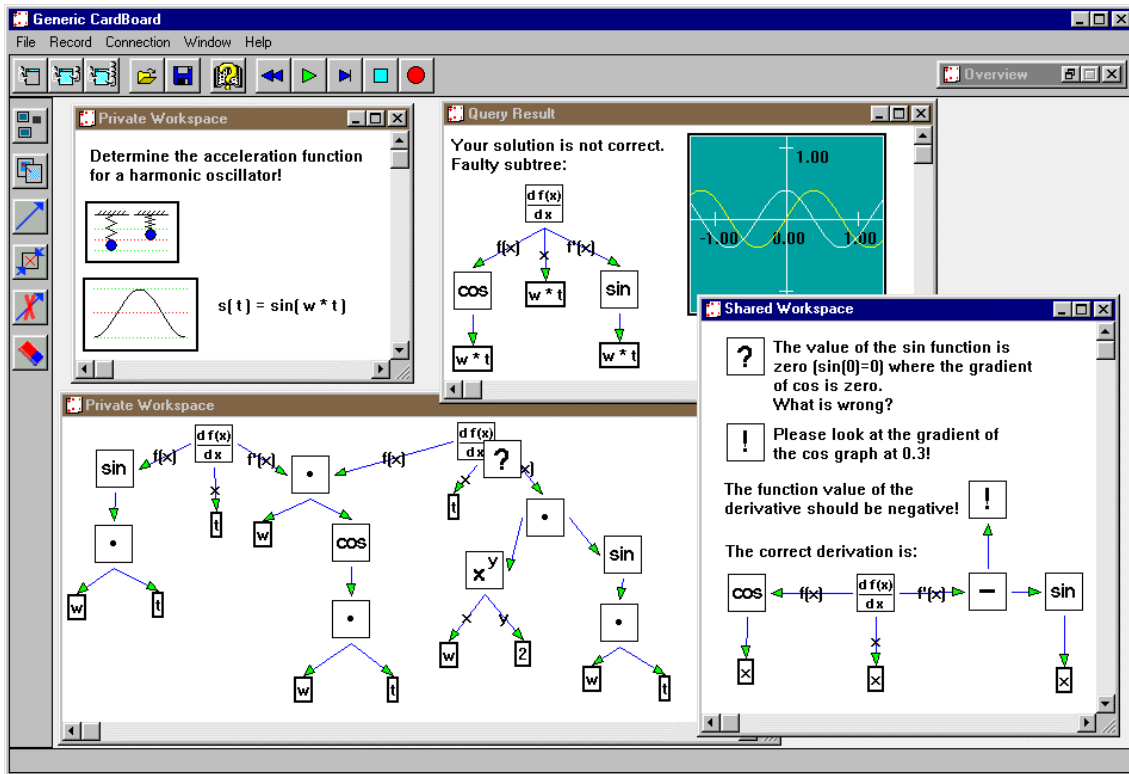 Generic CardBoard
File Record Connection Window Help
Overview
Private Workspace
Determine the acceleration function
for a harmonic oscillator!
s( t ) = sin( w * t )
Query Result
Your solution is not correct.
Faulty subtree:
d f(x)
dx
f(x) x f'(x)
cos w * t sin
w * t w * t
1.00
-1.00 0.00 1.00
Private Workspace
d f(x) d f(x)
dx dx ?
sin f(x) f'(x) f(x) x)
x x
t t
w cos
x y sin
w t
x y
w 2
w t w t
Shared Workspace
? The value of the sin function is
zero (sin(0)=0) where the gradient
of cos is zero.
What is wrong?
! Please look at the gradient of
the cos graph at 0.3!
The function value of the
derivative should be negative! !
The correct derivation is:
d f(x)
dx
cos f(x) f'(x) − sin
x
x x x